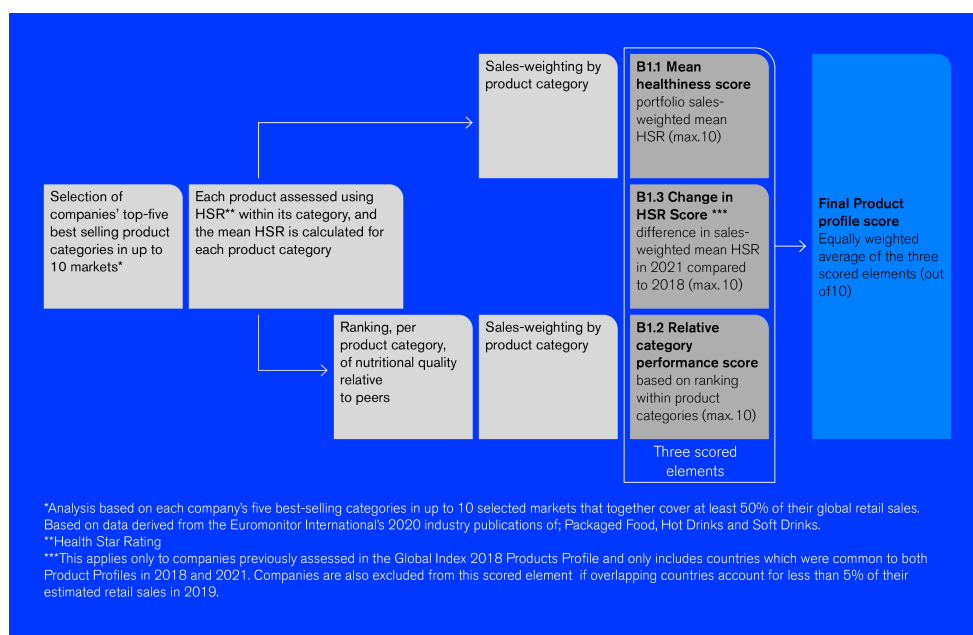 Selection of
companies' top-five
best selling product
categories in up to
10 markets*
Each product assessed using
HSR** within its category, and
the mean HSR is calculated for
each product category
Sales-weighting by
product category
Ranking, per
product category,
of nutritional quality
relative
to peers
Sales-weighting by
product category
B1.1 Mean
healthiness score
portfolio sales-
weighted mean
HSR (max.10)
B1.3 Change in
HSR Score ***
difference in sales-
weighted mean HSR
in 2021 compared
to 2018 (max.10)
B1.2 Relative
category
performance score
based on ranking
within product
categories (max.10)
Three scored
elements
Final Product
profile score
Equally weighted
average of the three
scored elements (out
of10)
*Analysis based on each company's five best-selling categories in up to 10 selected markets that together cover at least 50% of their global retail sales.
Based on data derived from the Euromonitor International's 2020 industry publications of; Packaged Food, Hot Drinks and Soft Drinks.
**Health Star Rating
***This applies only to companies previously assessed in the Global Index 2018 Products Profile and only includes countries which were common to both
Product Profiles in 2018 and 2021. Companies are also excluded from this scored element if overlapping countries account for less than 5% of their
estimated retail sales in 2019.